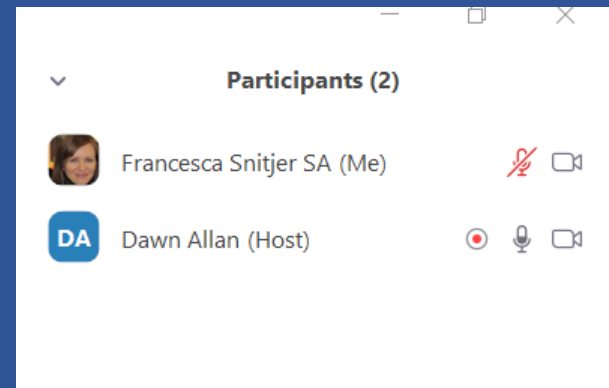 Participants (2)
Francesca Snitjer SA (Me)
DA Dawn Allan (Host)